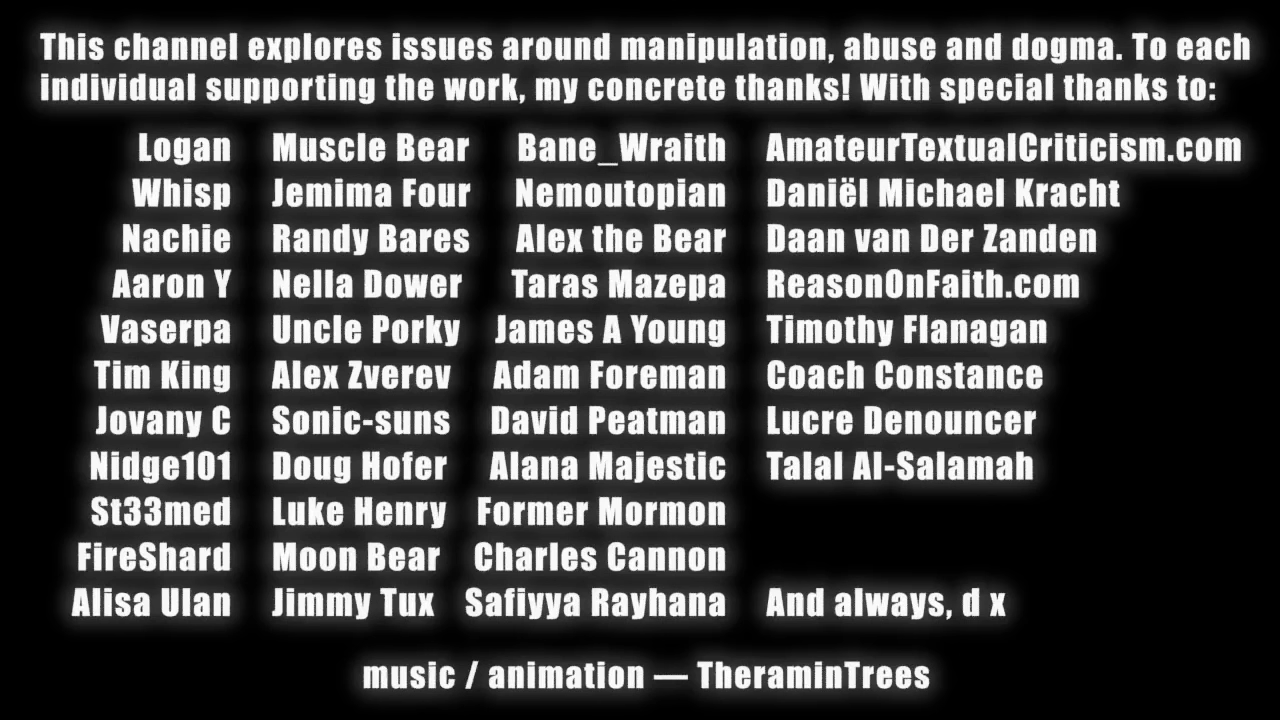 This channel explores issues around manipulation, abuse and dogma. To each
individual supporting the work, my concrete thanks! With special thanks to:
Logan Muscle Bear Bane_Wraith AmateurTextualCriticism.com
Whisp Jemima Four Nemoutopian Daniël Michael Kracht
Nachie Randy Bares Alex the Bear Daan van Der Zanden
Aaron Y Nella Dower Taras Mazepa ReasonOnFaith.com
Vaserpa Uncle Porky James A Young Timothy Flanagan
Tim King Alex Zverev Adam Foreman Coach Constance
Jovany C Sonic-suns David Peatman Lucre Denouncer
Nidge101 Doug Hofer Alana Majestic Talal Al-Salamah
St33med Luke Henry Former Mormon
FireShard Moon Bear Charles Cannon
Alisa Ulan Jimmy Tux Safiyya Rayhana And always, d x
music / animation — TheraminTrees